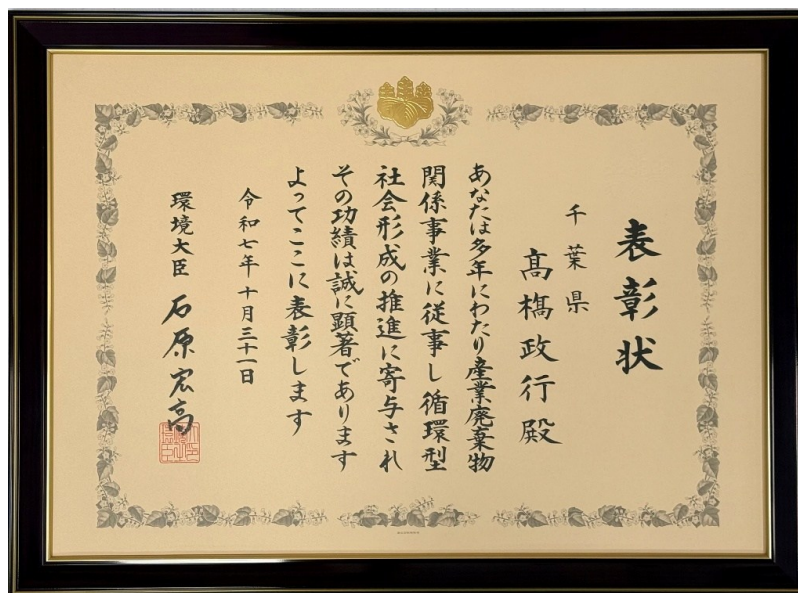 表彰状
千葉県
髙橋政行殿
あなたは多年にわたり産業廃棄物
関係事業に従事し循環型
社会形成の推進に寄与され
その功績は誠に顕著であります
よってここに表彰します
令和七年十月三十一日
環境大臣 石原宏高